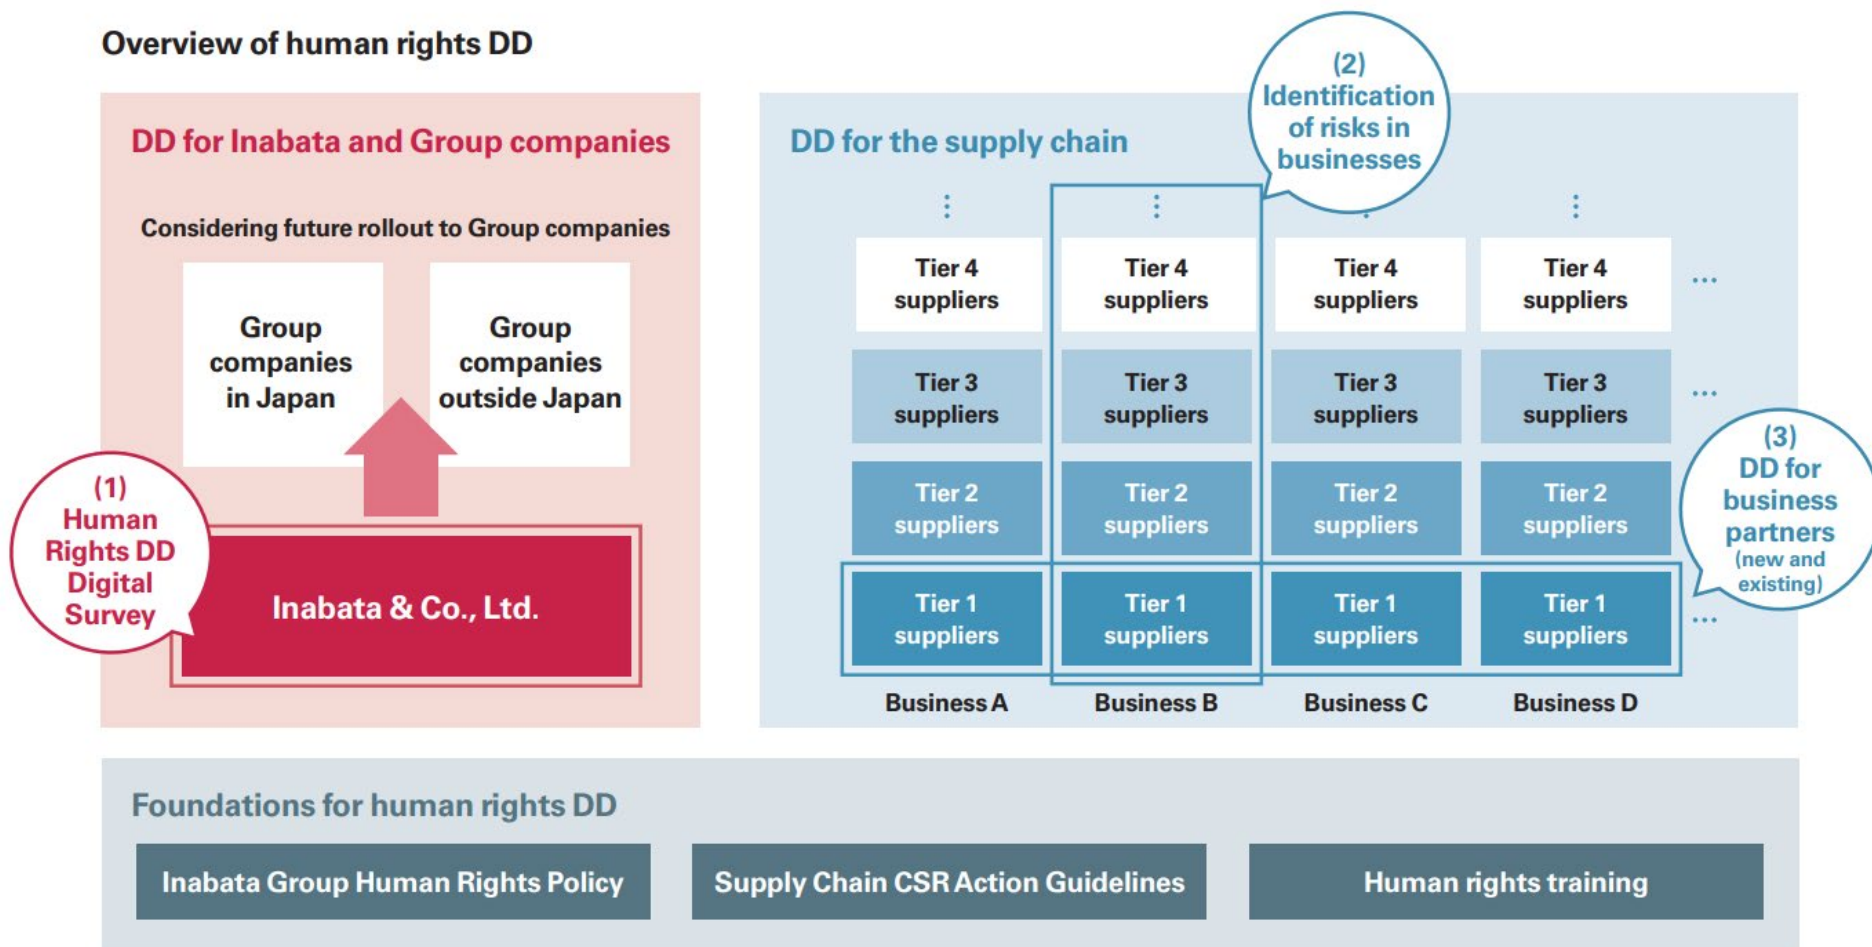 Overview of human rights DD
DD for Inabata and Group companies
Considering future rollout to Group companies
Group
companies
in Japan
Group
companies
outside Japan
(1)
Human
Rights DD
Digital
Survey
Inabata & Co., Ltd.
DD for the supply chain
(2)
Identification
of risks in
businesses
⋮ ⋮ ⋮ ⋮
Tier 4 Tier 4 Tier 4 Tier 4
suppliers suppliers suppliers suppliers ...
Tier 3 Tier 3 Tier 3 Tier 3
suppliers suppliers suppliers suppliers ...
Tier 2 Tier 2 Tier 2 Tier 2
suppliers suppliers suppliers suppliers
Tier 1 Tier 1 Tier 1 Tier 1
suppliers suppliers suppliers suppliers ...
Business A Business B Business C Business D
(3)
DD for
business
partners
(new and
existing)
Foundations for human rights DD
Inabata Group Human Rights Policy
Supply Chain CSR Action Guidelines
Human rights training